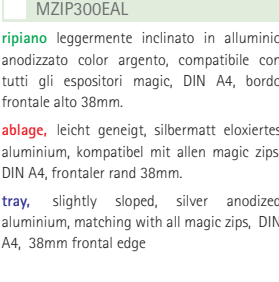 MZIP300EAL
ripiano leggermente inclinato in alluminio
anodizzato color argento, compatibile con
tutti gli espositori magic, DIN A4, bordo
frontale alto 38mm.
ablage, leicht geneigt, silbermatt eloxiertes
aluminium, kompatibel mit allen magic zips
DIN A4, frontaler rand 38mm.
tray, slightly sloped, silver anodized
aluminium, matching with all magic zips, DIN
A4, 38mm frontal edge